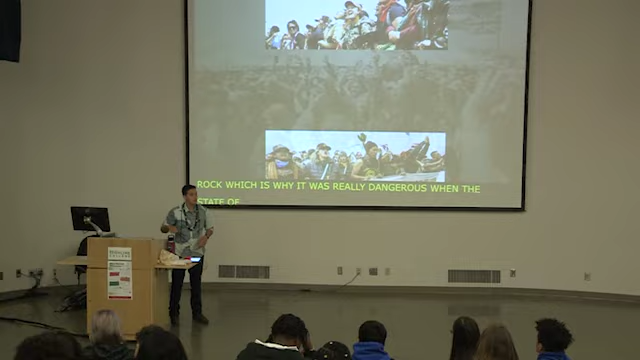 ROCK WHICH IS WHY IT WAS REALLY DANGEROUS WHEN THE
STATE OF